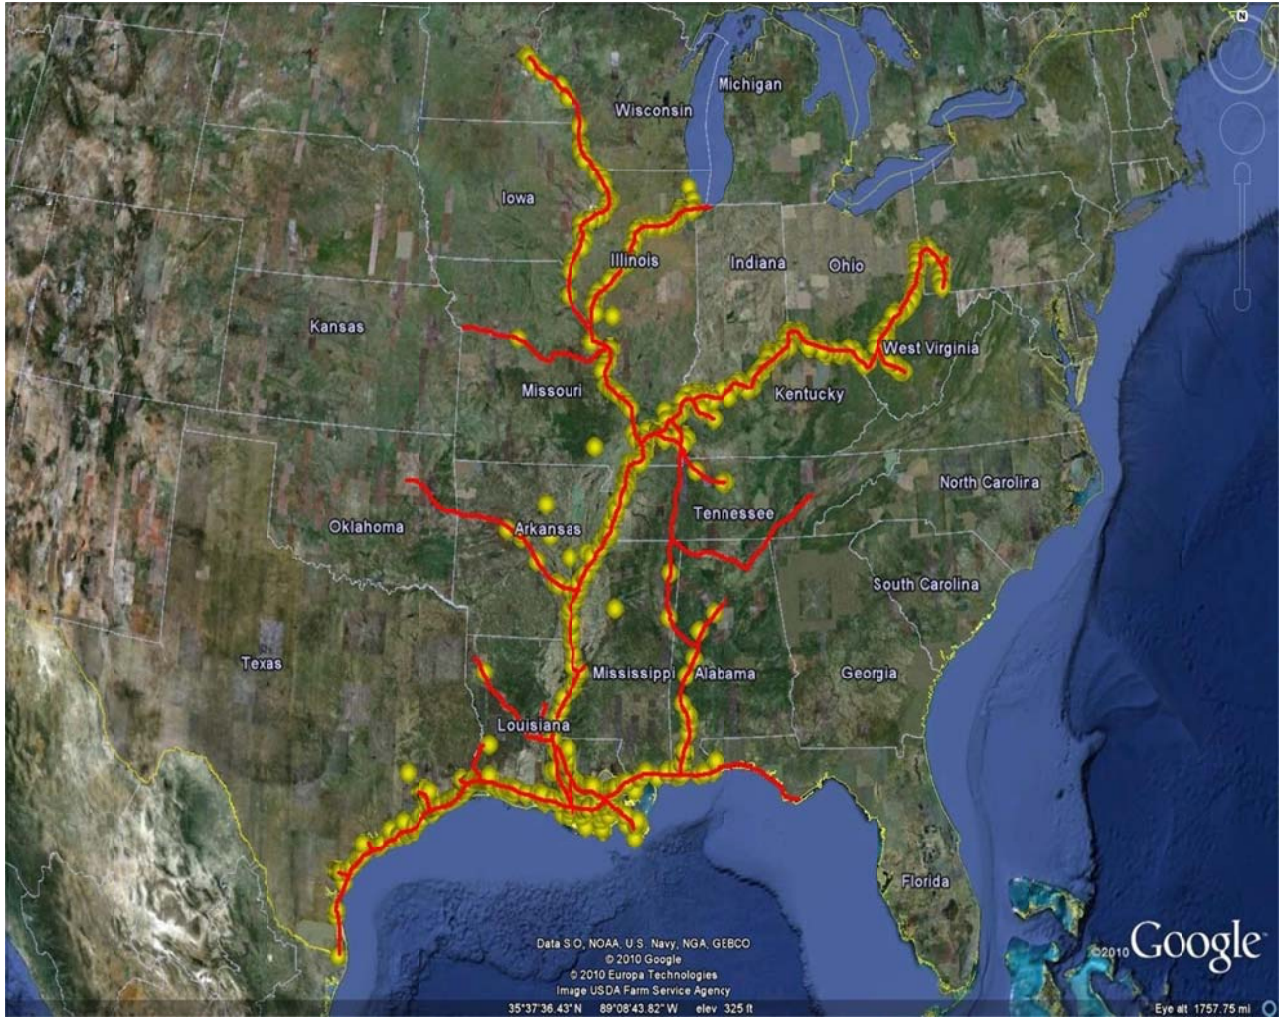 N
Michigan
Wisconsin
Iowa
Illinois
Indiana
Ohio
Kansas
West Virginia
Missouri
Kentucky
North Carolina
Oklahoma
Arkansas
Tennessee
South Carolina
Texas
Mississippi
Alabama
Georgia
Louisiana
Florida
Data SIO, NOAA, U.S. Navy, NGA, GEBCO
© 2010 Google
© 2010 Europa Technologies
Image USDA Farm Service Agency
©2010 Google™
35°37'36.43"N 89°08'43.82"W elev 325 ft
Eye alt 1757.75 mi